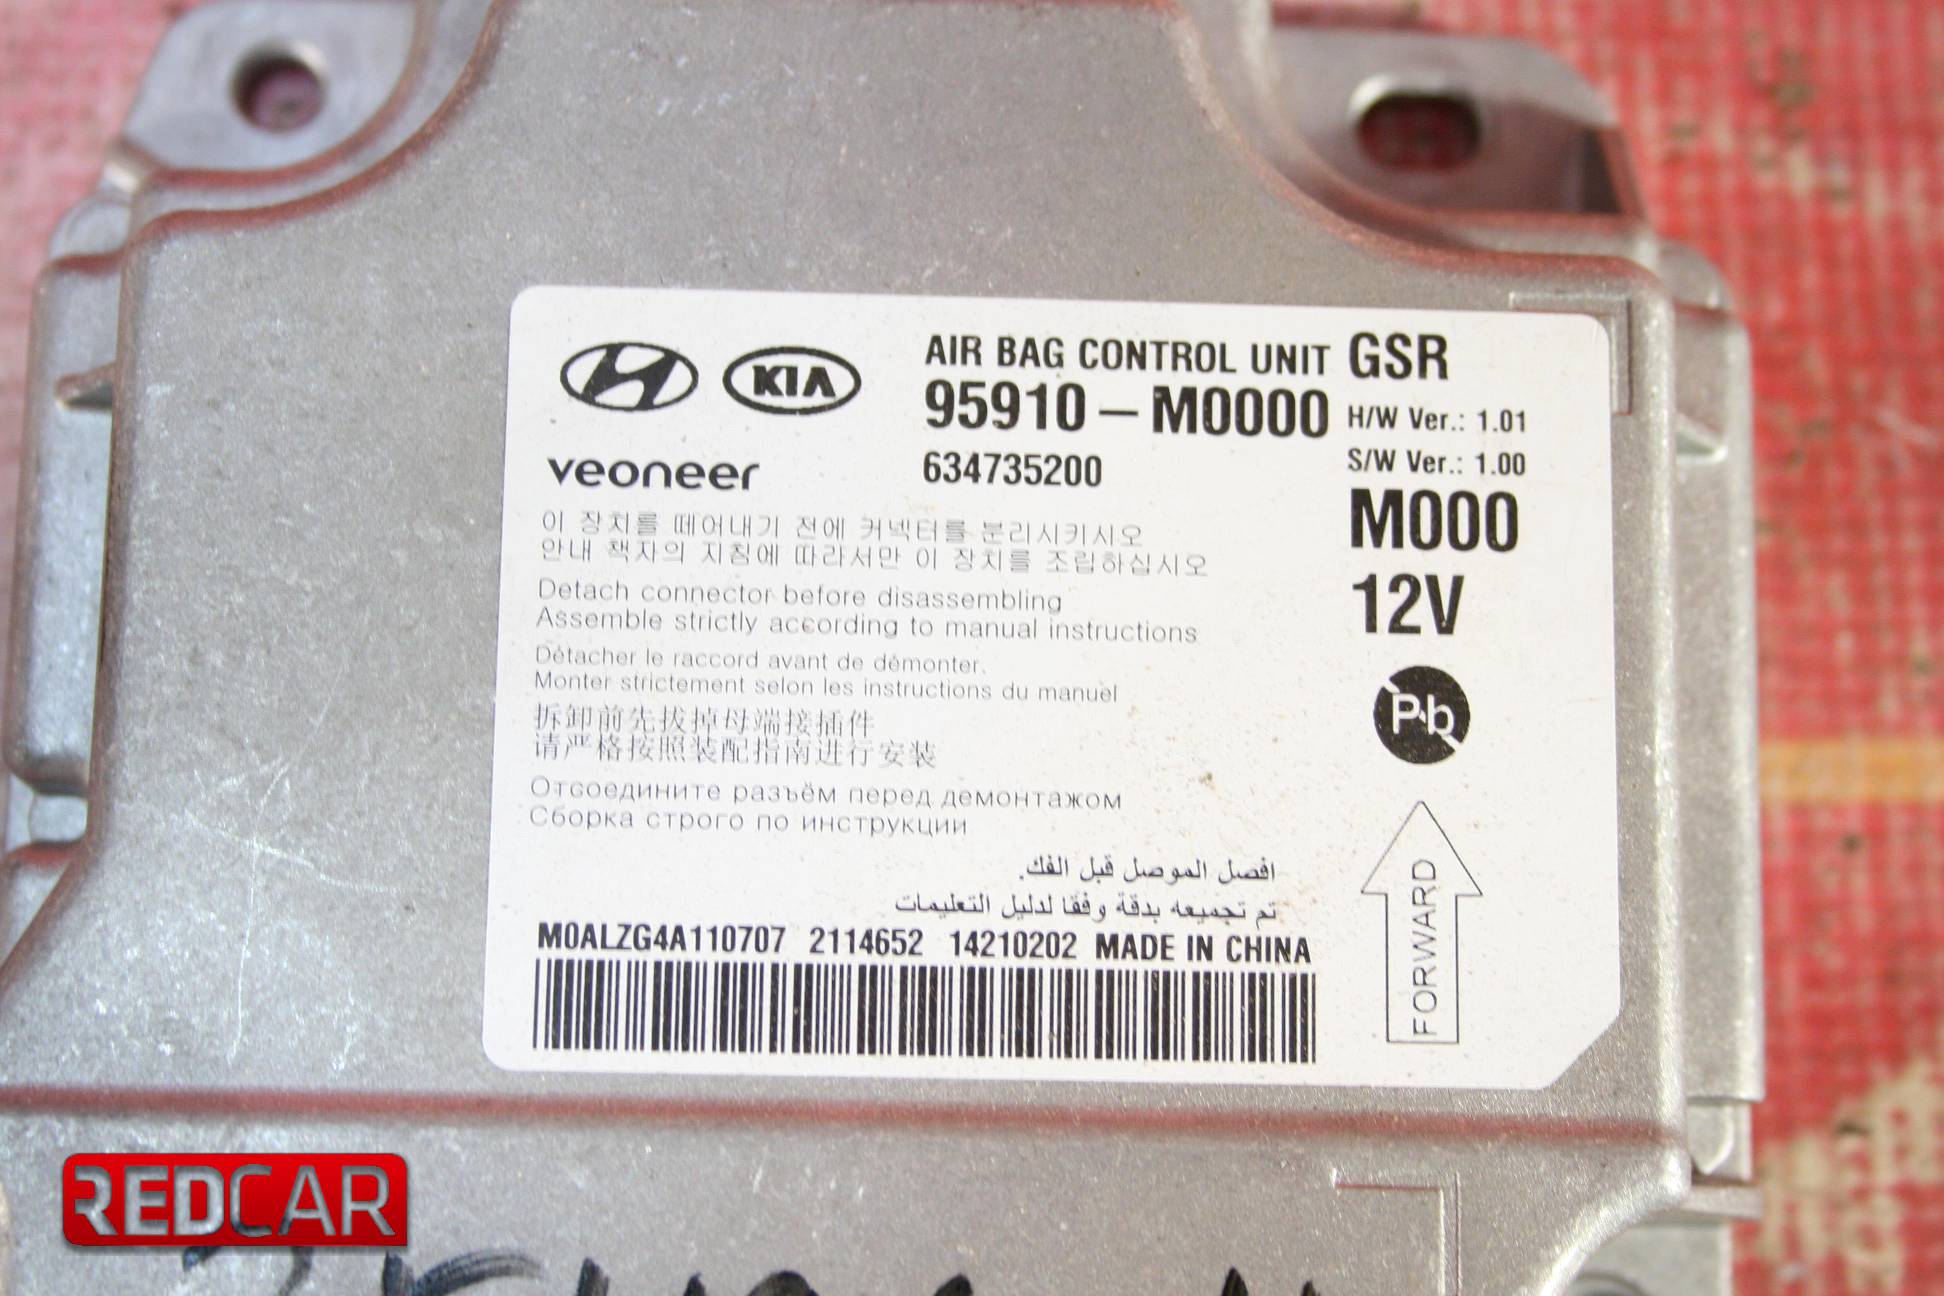 KIA
AIR BAG CONTROL UNIT GSR
95910-M0000 H/W Ver.: 1.01
veoneer 634735200 S/W Ver.: 1.00
M000
12V
Pb
이 장치를 떼어내기 전에 커넥터를 분리시키시오
안내 책자의 지침에 따라서만 이 장치를 조립하십시오
Detach connector before disassembling
Assemble strictly according to manual instructions
Détacher le raccord avant de démonter.
Monter strictement selon les instructions du manuel
拆卸前先拔掉母端接插件
请严格按照装配指南进行安装
Отсоедините разъём перед демонтажом
Сборка строго по инструкции
افصل الموصل قبل الفك.
تم تجميعه بدقة وفقا لدليل التعليمات
M0ALZG4A110707 2114652 14210202 MADE IN CHINA
FORWARD
REDCAR